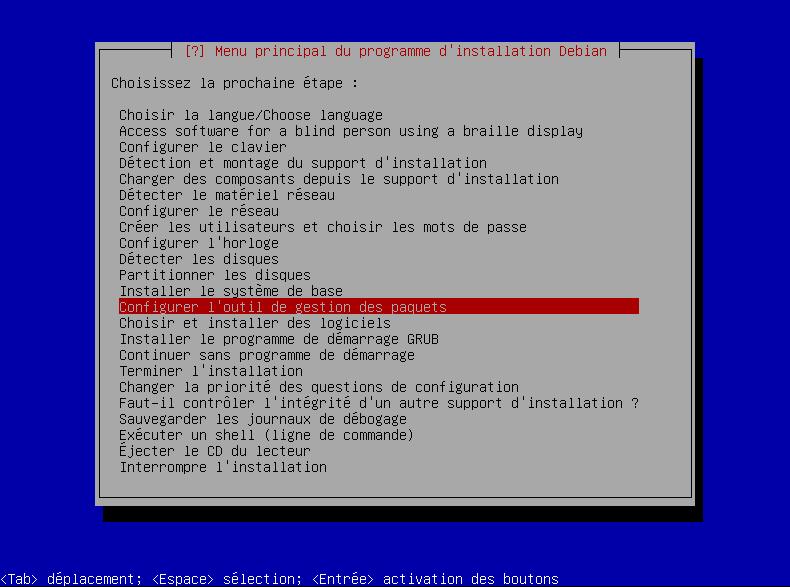 [?] Menu principal du programme d'installation Debian
Choisissez la prochaine étape :
Choisir la langue/Choose language
Access software for a blind person using a braille display
Configurer le clavier
Détection et montage du support d'installation
Charger des composants depuis le support d'installation
Détecter le matériel réseau
Configurer le réseau
Créer les utilisateurs et choisir les mots de passe
Configurer l'horloge
Détecter les disques
Partitionner les disques
Installer le système de base
Configurer l'outil de gestion des paquets
Choisir et installer des logiciels
Installer le programme de démarrage GRUB
Continuer sans programme de démarrage
Terminer l'installation
Changer la priorité des questions de configuration
Faut-il contrôler l'intégrité d'un autre support d'installation ?
Sauvegarder les journaux de débogage
Exécuter un shell (ligne de commande)
Éjecter le CD du lecteur
Interrompre l'installation
<Tab> déplacement; <Espace> sélection; <Entrée> activation des boutons